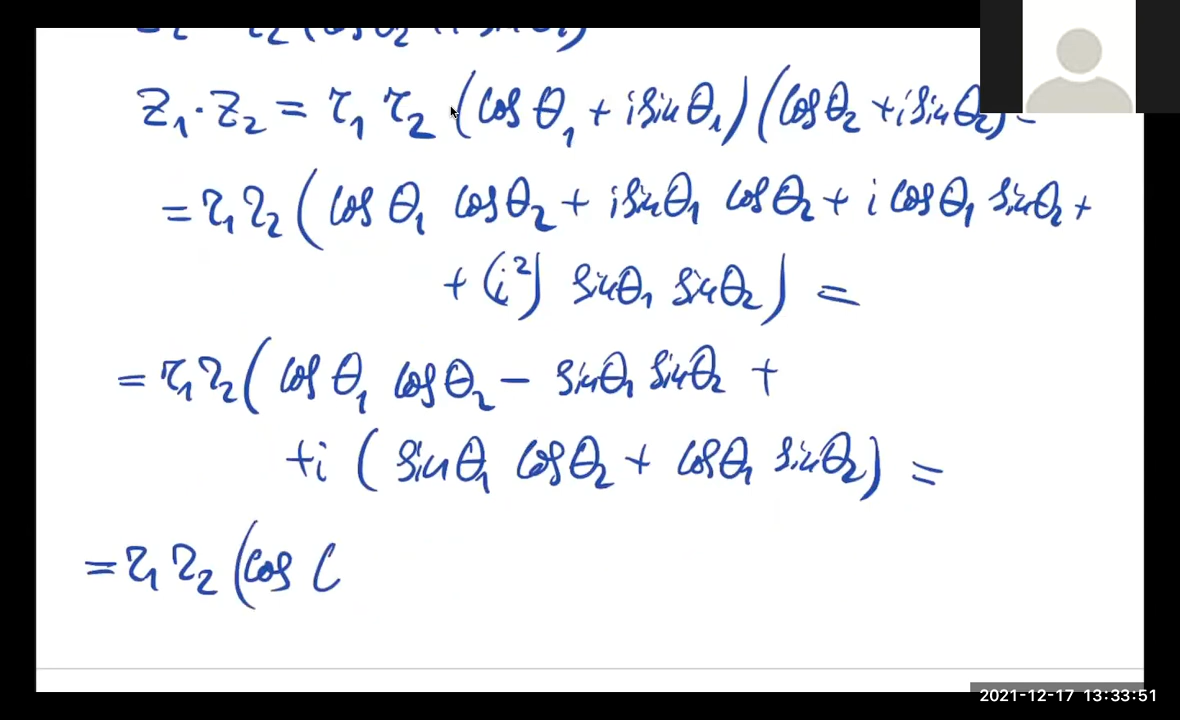 z₁·z₂ = r₁ r₂ (cos θ₁ + i sin θ₁)(cos θ₂ + i sin θ₂) =
= r₁ r₂ ( cos θ₁ cos θ₂ + i sin θ₁ cos θ₂ + i cos θ₁ sin θ₂ +
+ (i²) sin θ₁ sin θ₂ ) =
= r₁ r₂ ( cos θ₁ cos θ₂ − sin θ₁ sin θ₂ +
+ i ( sin θ₁ cos θ₂ + cos θ₁ sin θ₂ ) =
= r₁ r₂ (cos (
2021-12-17 13:33:51